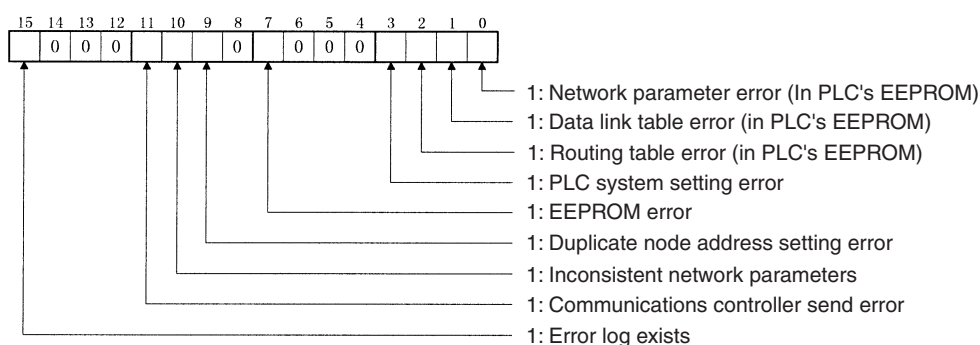 15 14 13 12 11 10 9 8 7 6 5 4 3 2 1 0
0 0 0 0 0 0 0
1: Network parameter error (In PLC's EEPROM)
1: Data link table error (in PLC's EEPROM)
1: Routing table error (in PLC's EEPROM)
1: PLC system setting error
1: EEPROM error
1: Duplicate node address setting error
1: Inconsistent network parameters
1: Communications controller send error
1: Error log exists